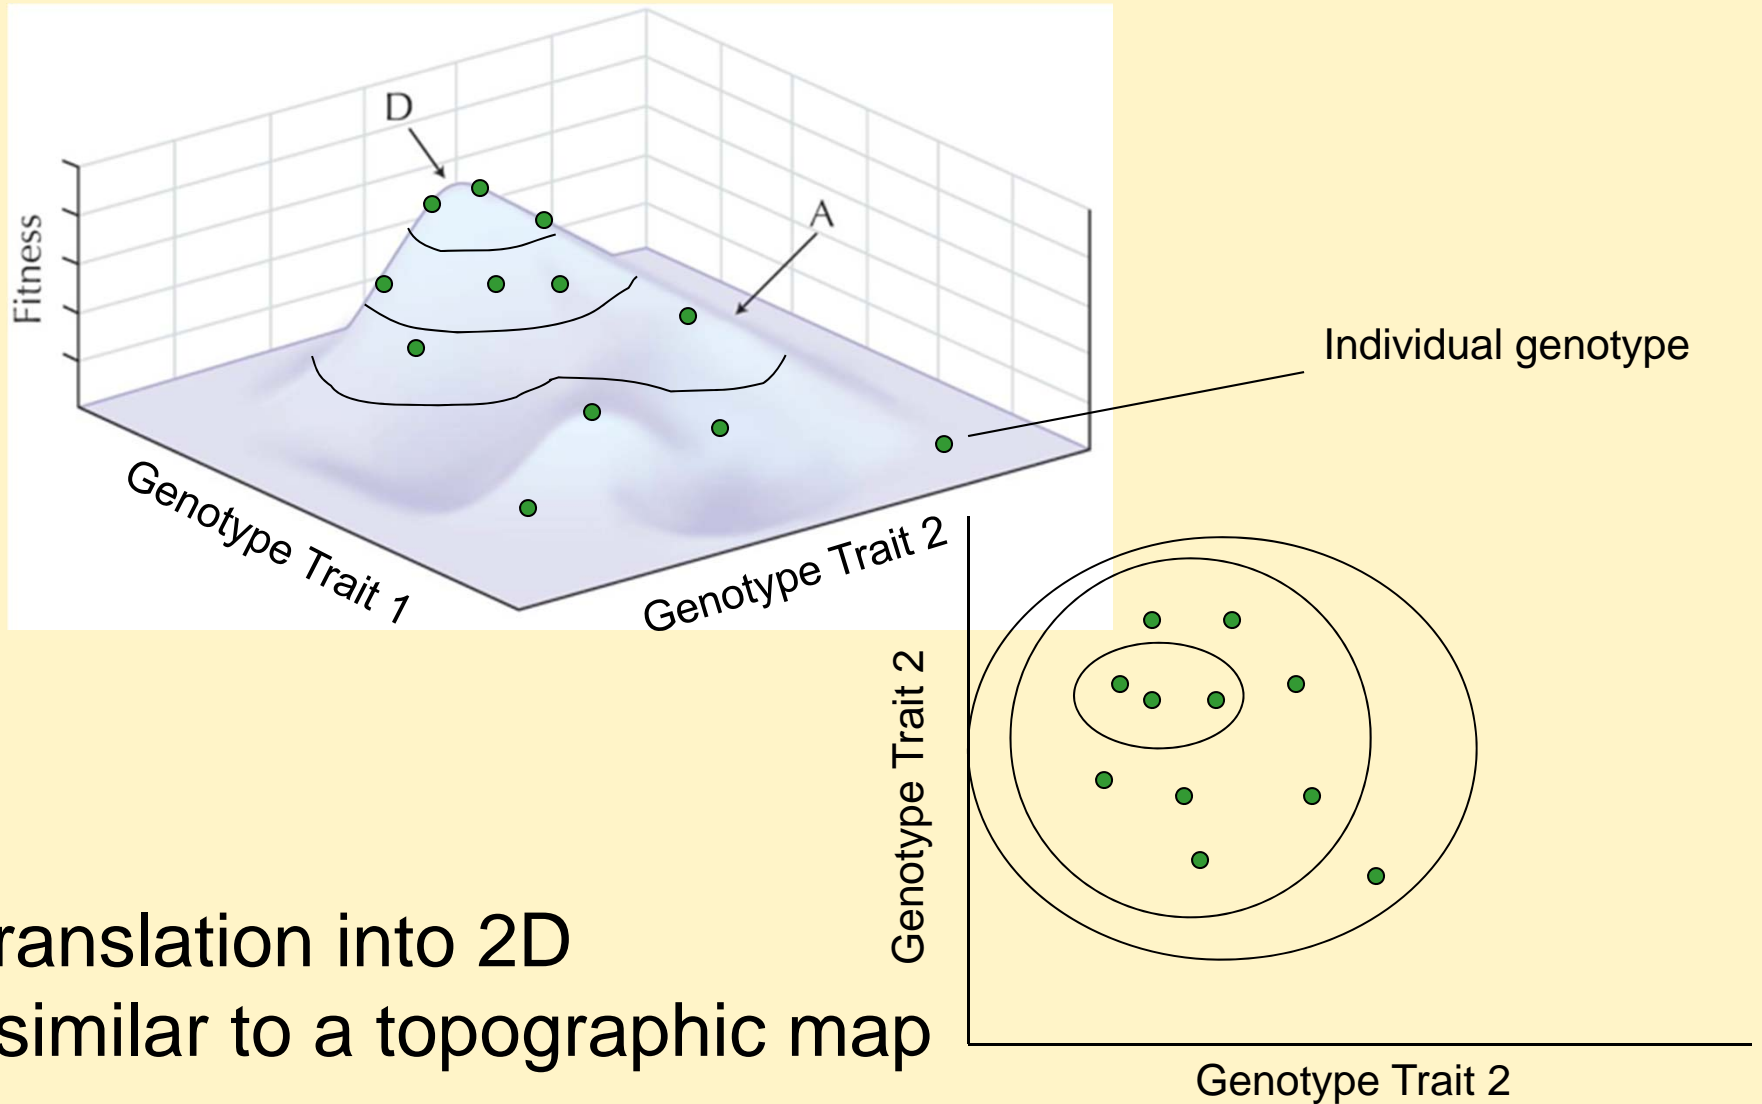 D
A
Fitness
Individual genotype
Genotype Trait 1
Genotype Trait 2
Genotype Trait 2
ranslation into 2D
similar to a topographic map
Genotype Trait 2